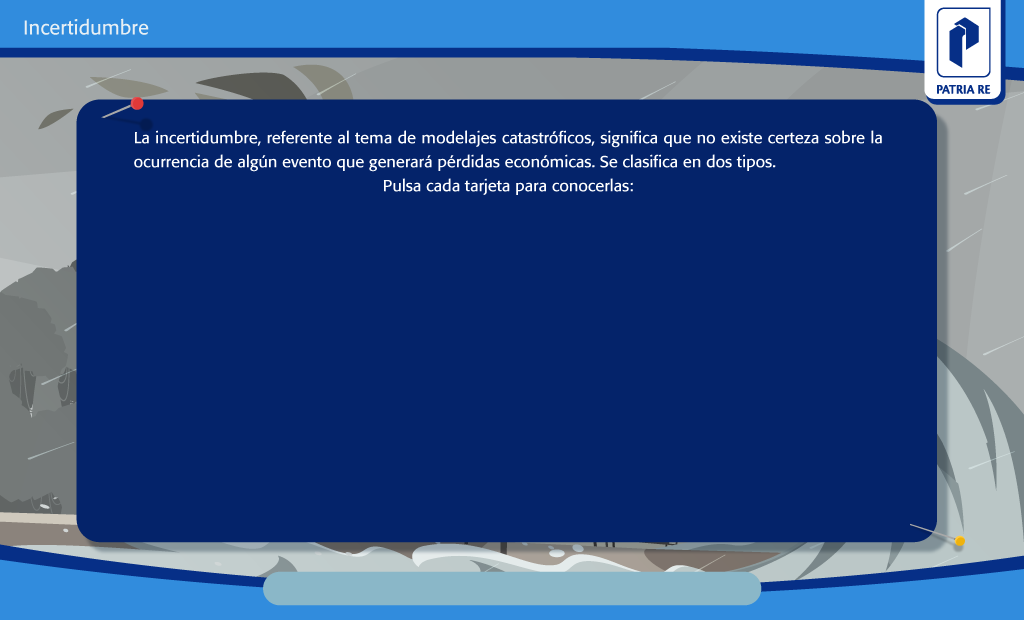 Incertidumbre
PATRIA RE
La incertidumbre, referente al tema de modelajes catastróficos, significa que no existe certeza sobre la
ocurrencia de algún evento que generará pérdidas económicas. Se clasifica en dos tipos.
Pulsa cada tarjeta para conocerlas: